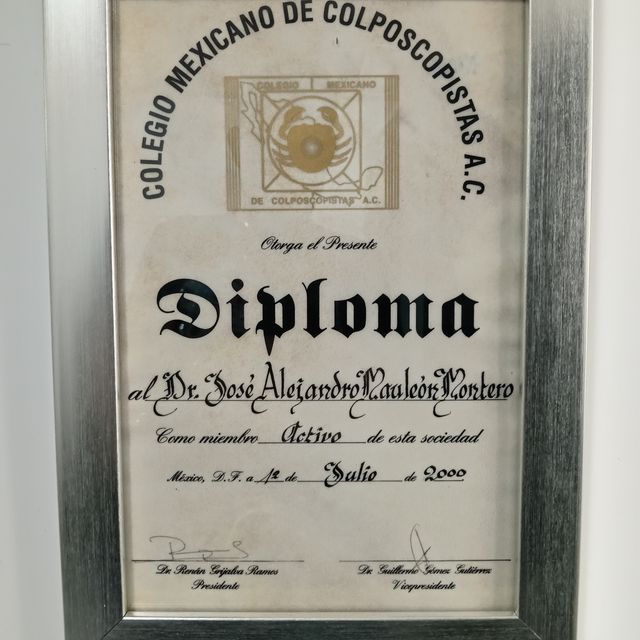 COLEGIO MEXICANO DE COLPOSCOPISTAS A.C.
COLEGIO MEXICANO
DE COLPOSCOPISTAS A.C.
Otorga el Presente
Diploma
al Dr. José Alejandro Mauleón Montero
Como miembro Activo de esta sociedad
México, D.F. a 1º de Julio de 2000
Dr. Renán Grijalva Ramos
Presidente
Dr. Guillermo Gómez Gutiérrez
Vicepresidente